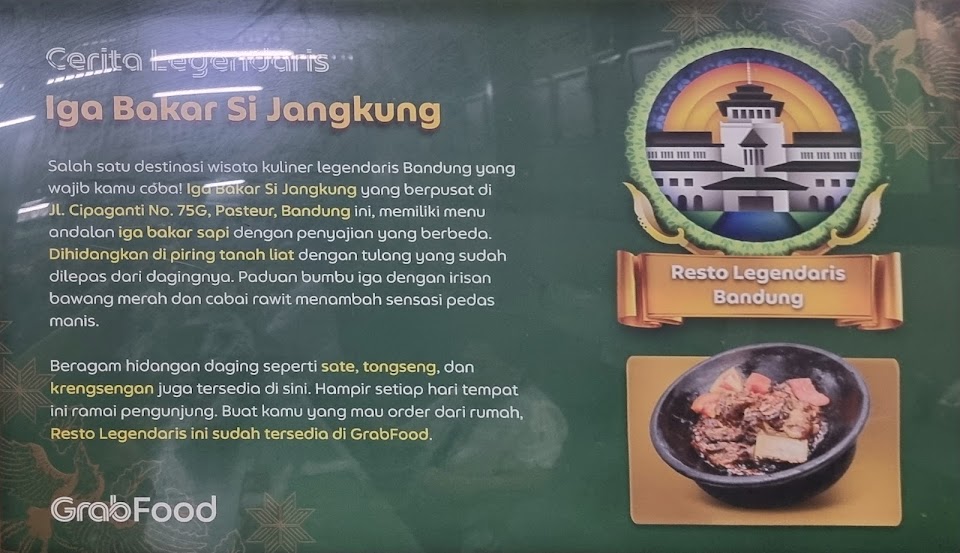 Cerita Legendaris
Iga Bakar Si Jangkung
Salah satu destinasi wisata kuliner legendaris Bandung yang
wajib kamu coba! Iga Bakar Si Jangkung yang berpusat di
Jl. Cipaganti No. 75G, Pasteur, Bandung ini, memiliki menu
andalan iga bakar sapi dengan penyajian yang berbeda.
Dihidangkan di piring tanah liat dengan tulang yang sudah
dilepas dari dagingnya. Paduan bumbu iga dengan irisan
bawang merah dan cabai rawit menambah sensasi pedas
manis.
Beragam hidangan daging seperti sate, tongseng, dan
krengsengan juga tersedia di sini. Hampir setiap hari tempat
ini ramai pengunjung. Buat kamu yang mau order dari rumah,
Resto Legendaris ini sudah tersedia di GrabFood.
GrabFood
Resto Legendaris
Bandung